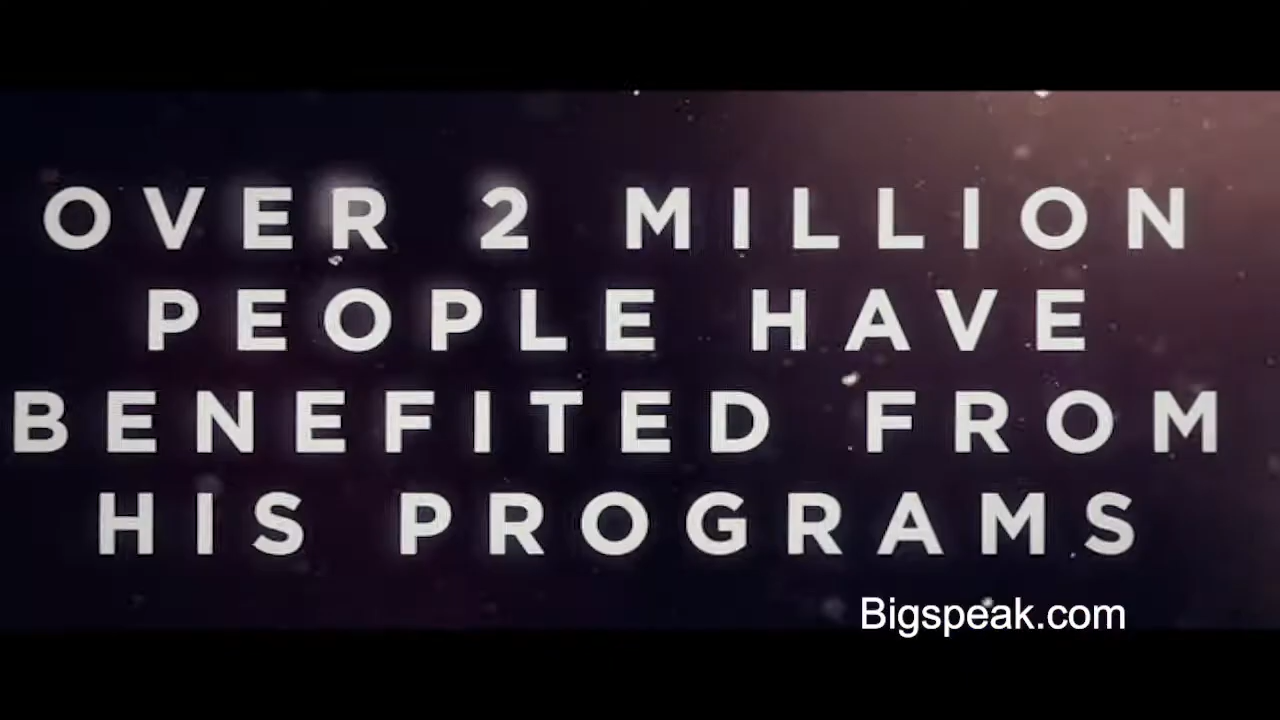 OVER 2 MILLION
PEOPLE HAVE
BENEFITED FROM
HIS PROGRAMS
Bigspeak.com